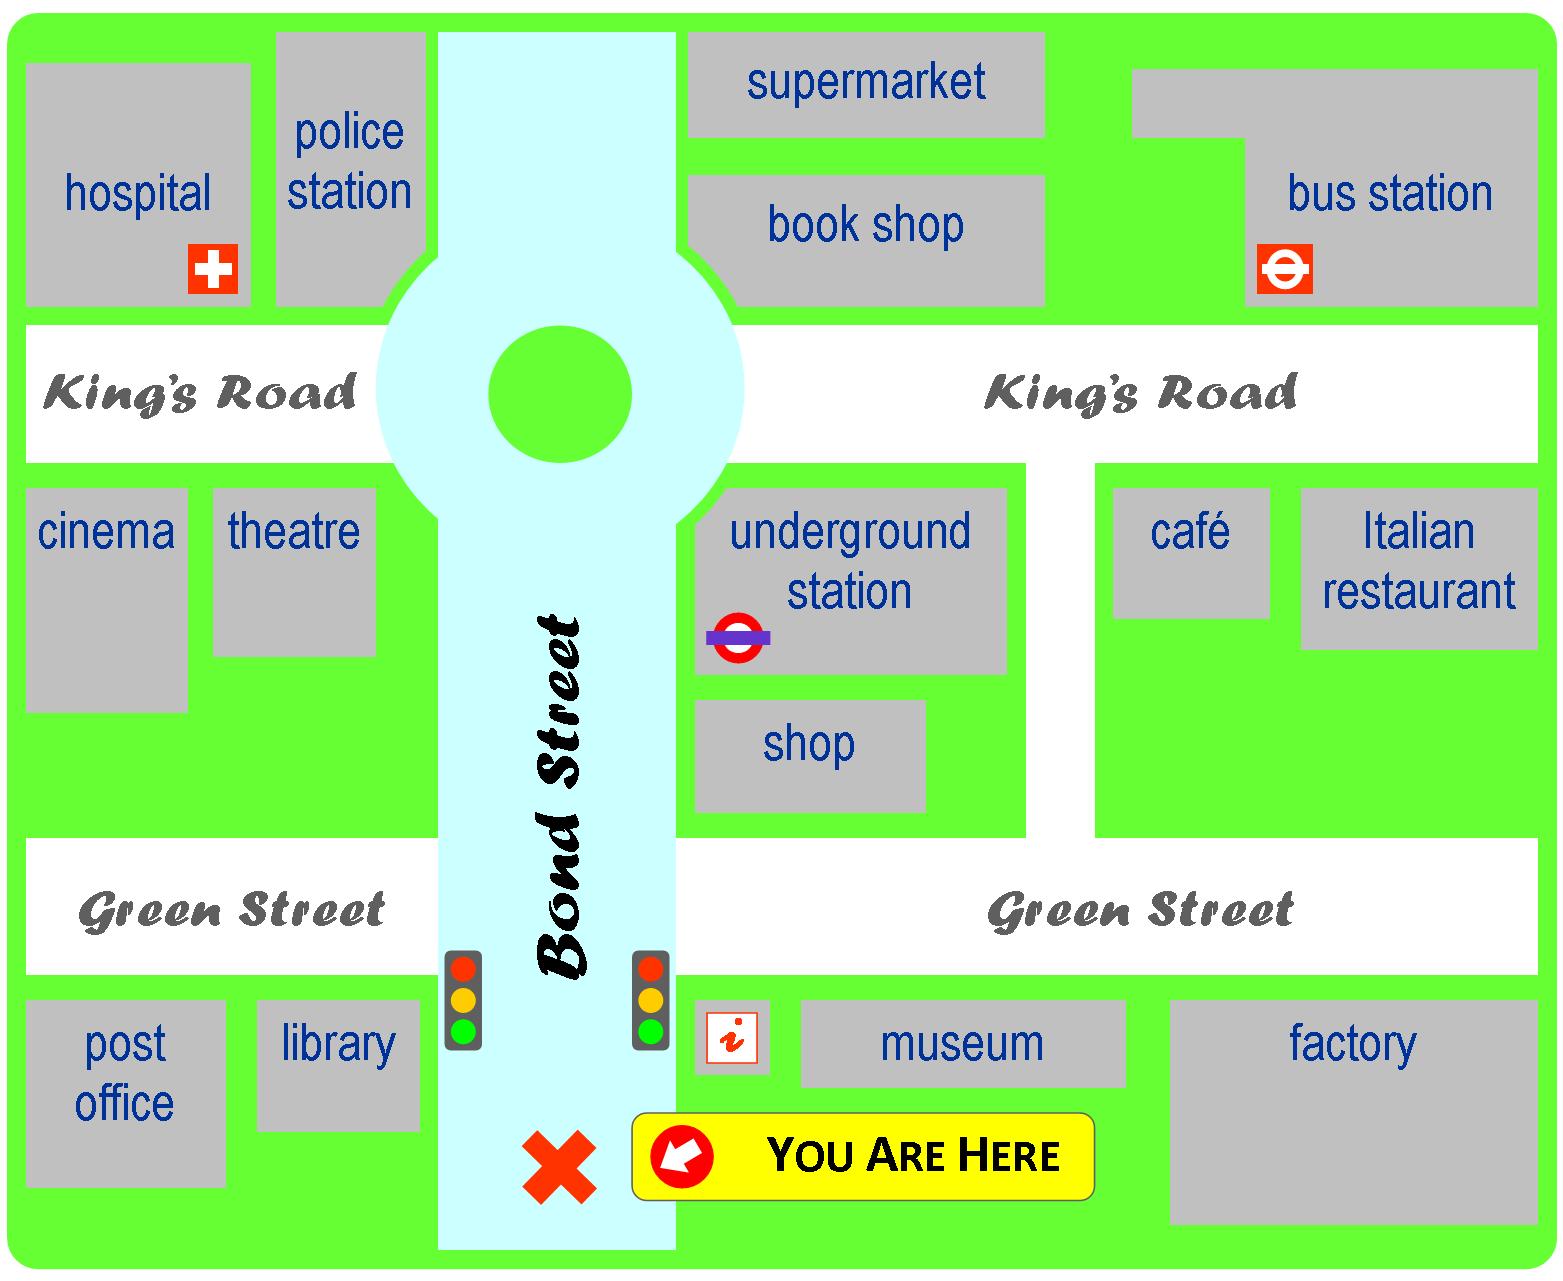 supermarket
police
station
hospital
book shop
bus station
King's Road
King's Road
cinema
theatre
underground
station
café
Italian
restaurant
shop
Bond Street
Green Street
Green Street
post
office
library
i
museum
factory
YOU ARE HERE